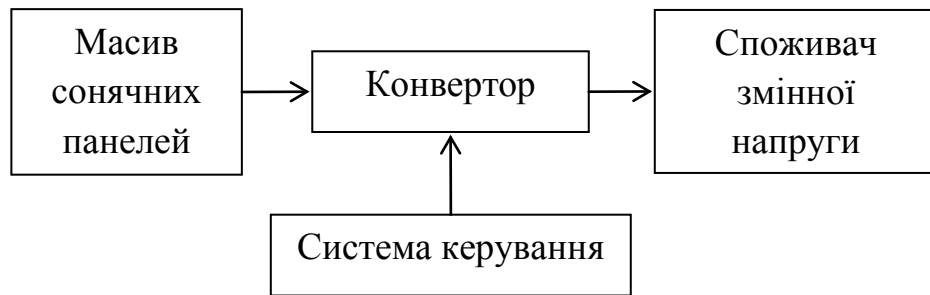 Масив
сонячних
панелей
Конвертор
Споживач
змінної
напруги
Система керування